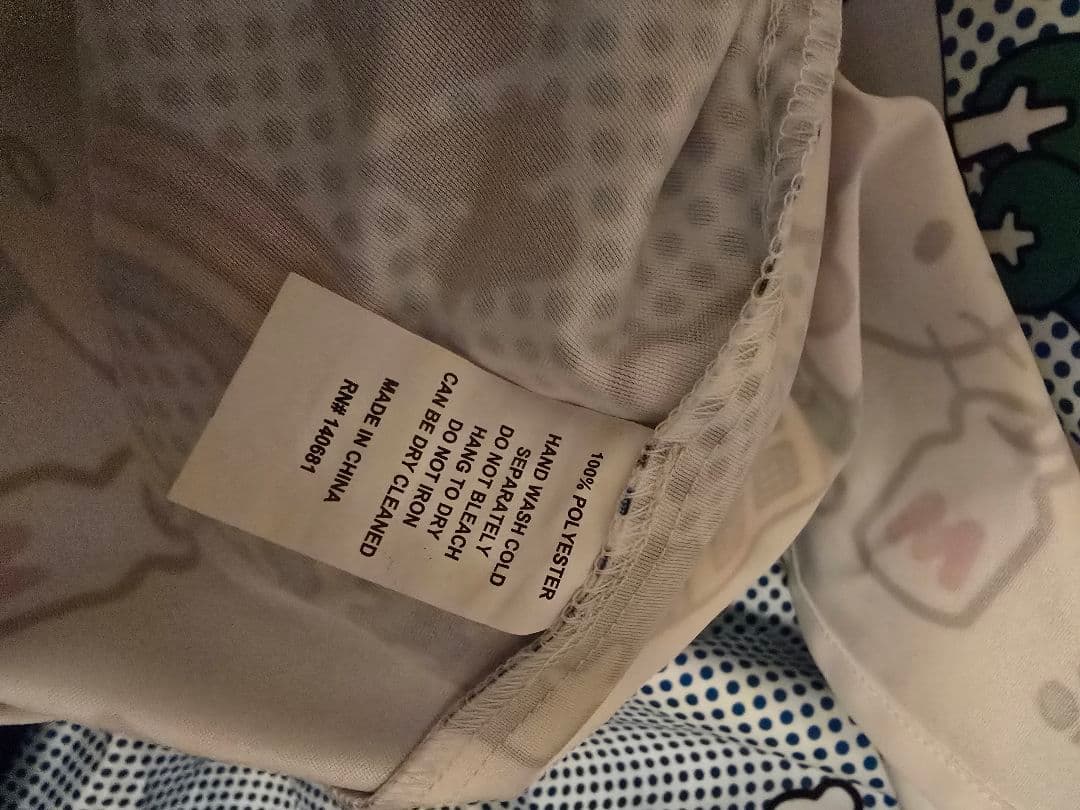 100% POLYESTER
HAND WASH COLD
SEPARATELY
DO NOT BLEACH
HANG TO DRY
DO NOT IRON
CAN BE DRY CLEANED
MADE IN CHINA
RN# 140661